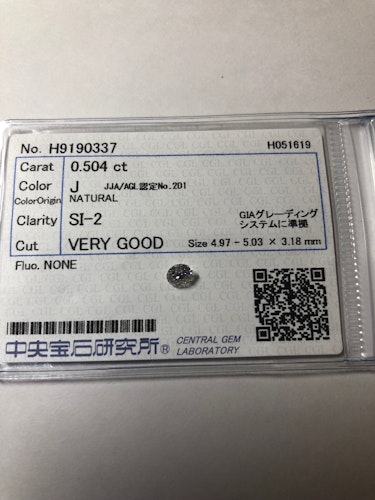 No. H9190337 H051619
Carat 0.504 ct
Color J JJA/AGL認定No.201
ColorOrigin NATURAL
Clarity SI-2 GIAグレーディング
システムに準拠
Cut VERY GOOD Size 4.97 - 5.03 × 3.18 mm
Fluo. NONE
中央宝石研究所® CENTRAL GEM
LABORATORY